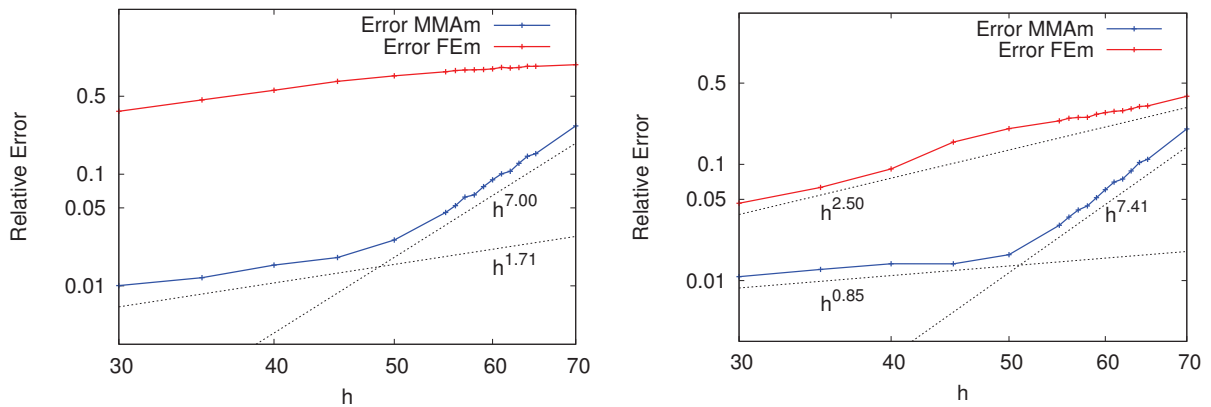 Error MMAm
Error FEm
Relative Error
0.5
0.1
0.05
0.01
h^7.00
h^1.71
30
40
50
60
70
h
Error MMAm
Error FEm
Relative Error
0.5
0.1
0.05
0.01
h^2.50
h^7.41
h^0.85
30
40
50
60
70
h